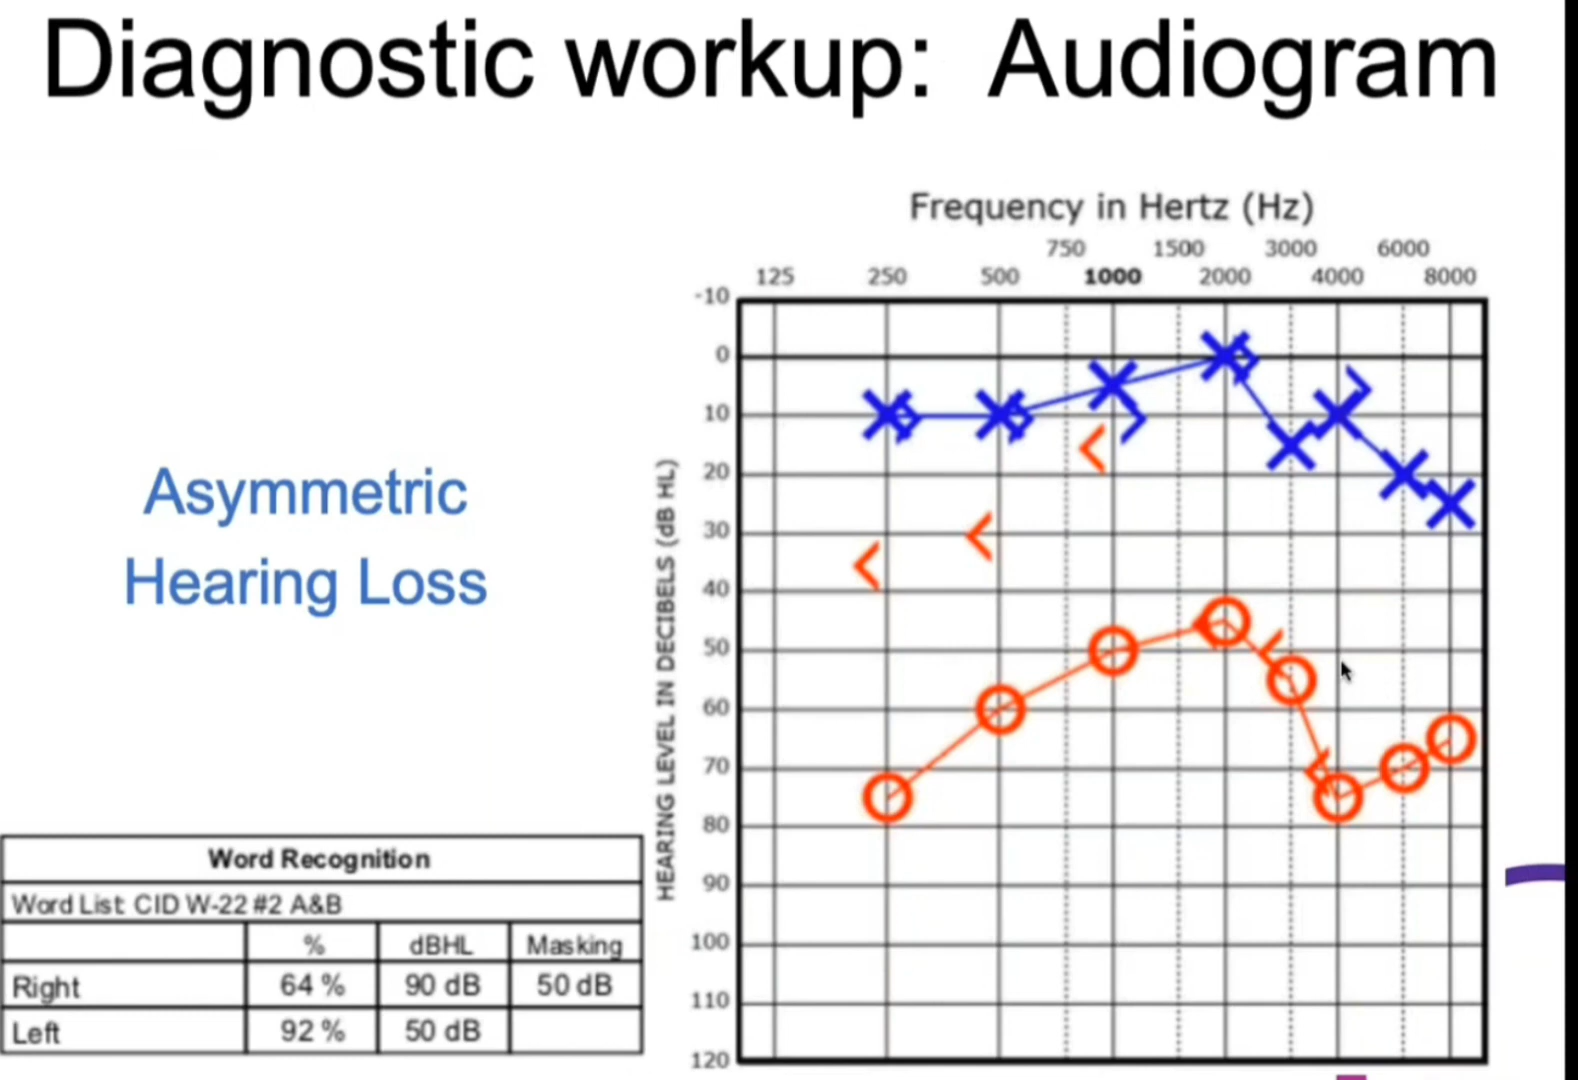 Diagnostic workup: Audiogram
Asymmetric
Hearing Loss
Frequency in Hertz (Hz)
750 1500 3000 6000
125 250 500 1000 2000 4000 8000
HEARING LEVEL IN DECIBELS (dB HL)
-10
0
10
20
30
40
50
60
70
80
90
100
110
120
Word Recognition
Word List: CID W-22 #2 A&B
% dBHL Masking
Right 64 % 90 dB 50 dB
Left 92 % 50 dB